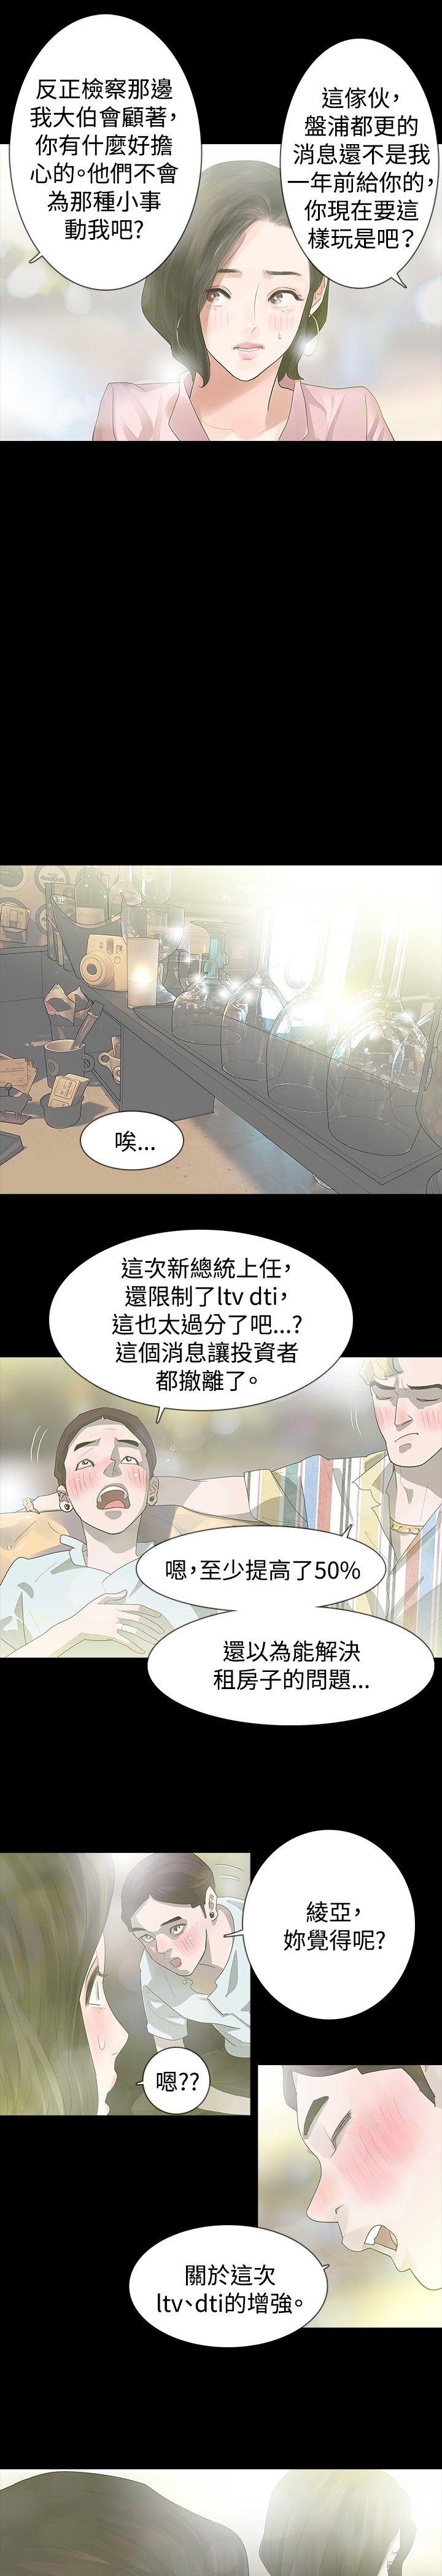 這傢伙，
盤浦都更的
消息還不是我
一年前給你的，
你現在要這
樣玩是吧？
反正檢察那邊
我大伯會顧著，
你有什麼好擔
心的。他們不會
為那種小事
動我吧？
唉...
這次新總統上任，
還限制了ltv dti，
這也太過分了吧...?
這個消息讓投資者
都撤離了。
嗯，至少提高了50%
還以為能解決
租房子的問題...
綾亞，
妳覺得呢？
嗯??
關於這次
ltv、dti的增強。